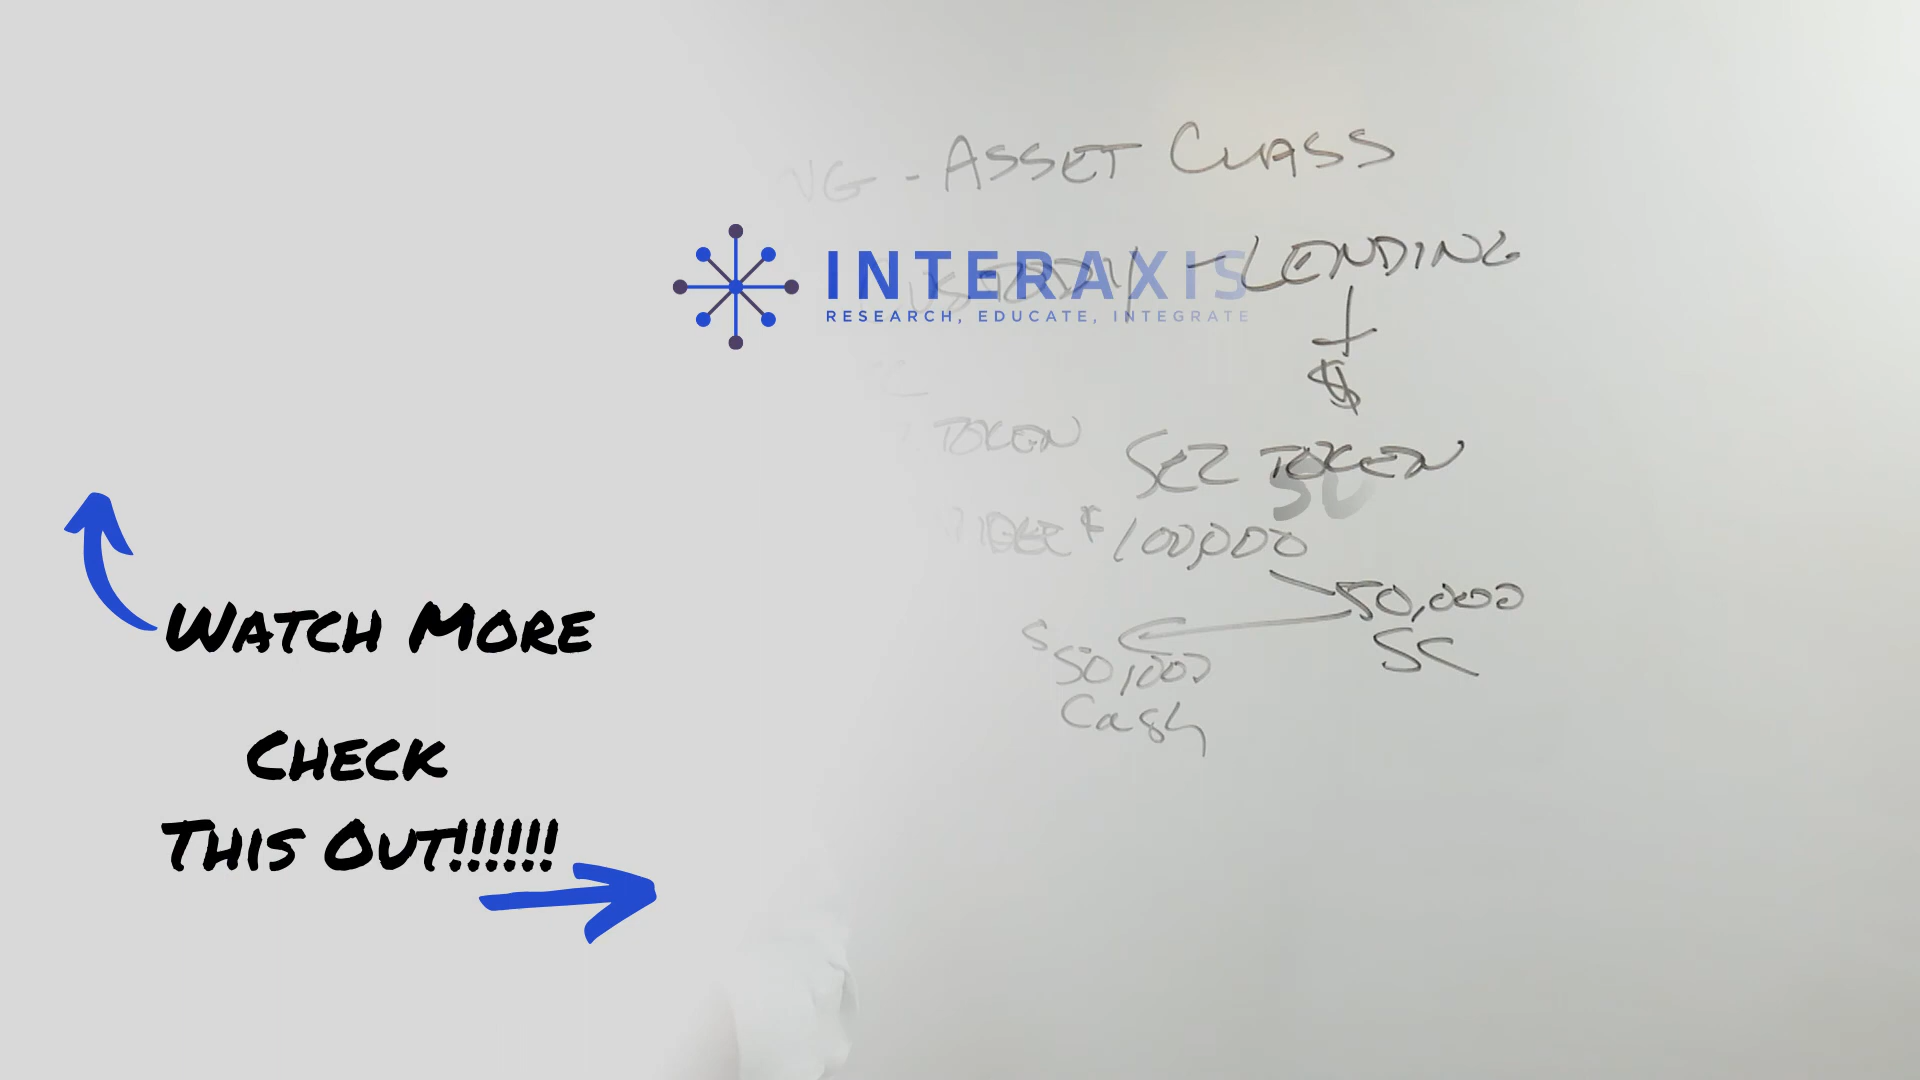 - ASSET CLASS
INTERAXIS
RESEARCH, EDUCATE, INTEGRATE
- LENDING
$
TOKEN SEC TOKEN
$100,000
50,000
SC
$50,000
Cash
WATCH MORE
CHECK
THIS OUT!!!!!!